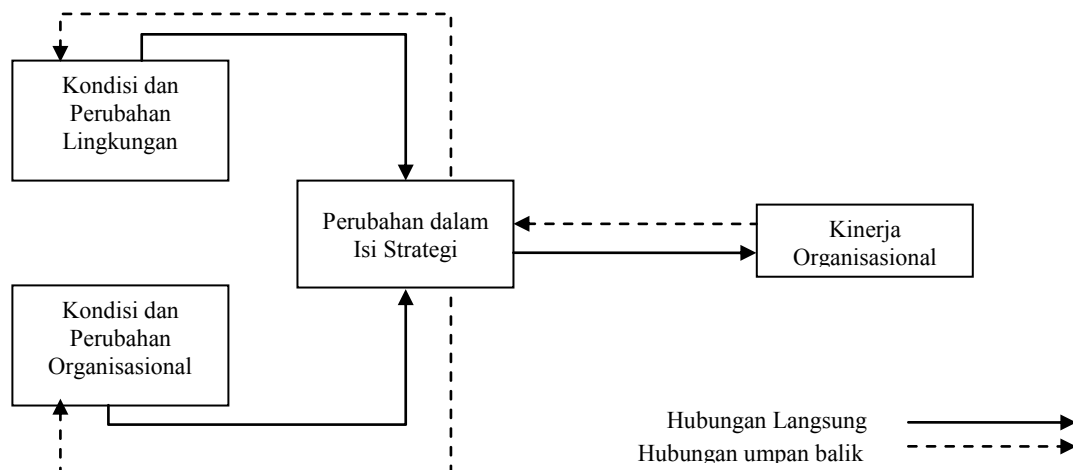 Kondisi dan
Perubahan
Lingkungan
Perubahan dalam
Isi Strategi
Kinerja
Organisasional
Kondisi dan
Perubahan
Organisasional
Hubungan Langsung
Hubungan umpan balik